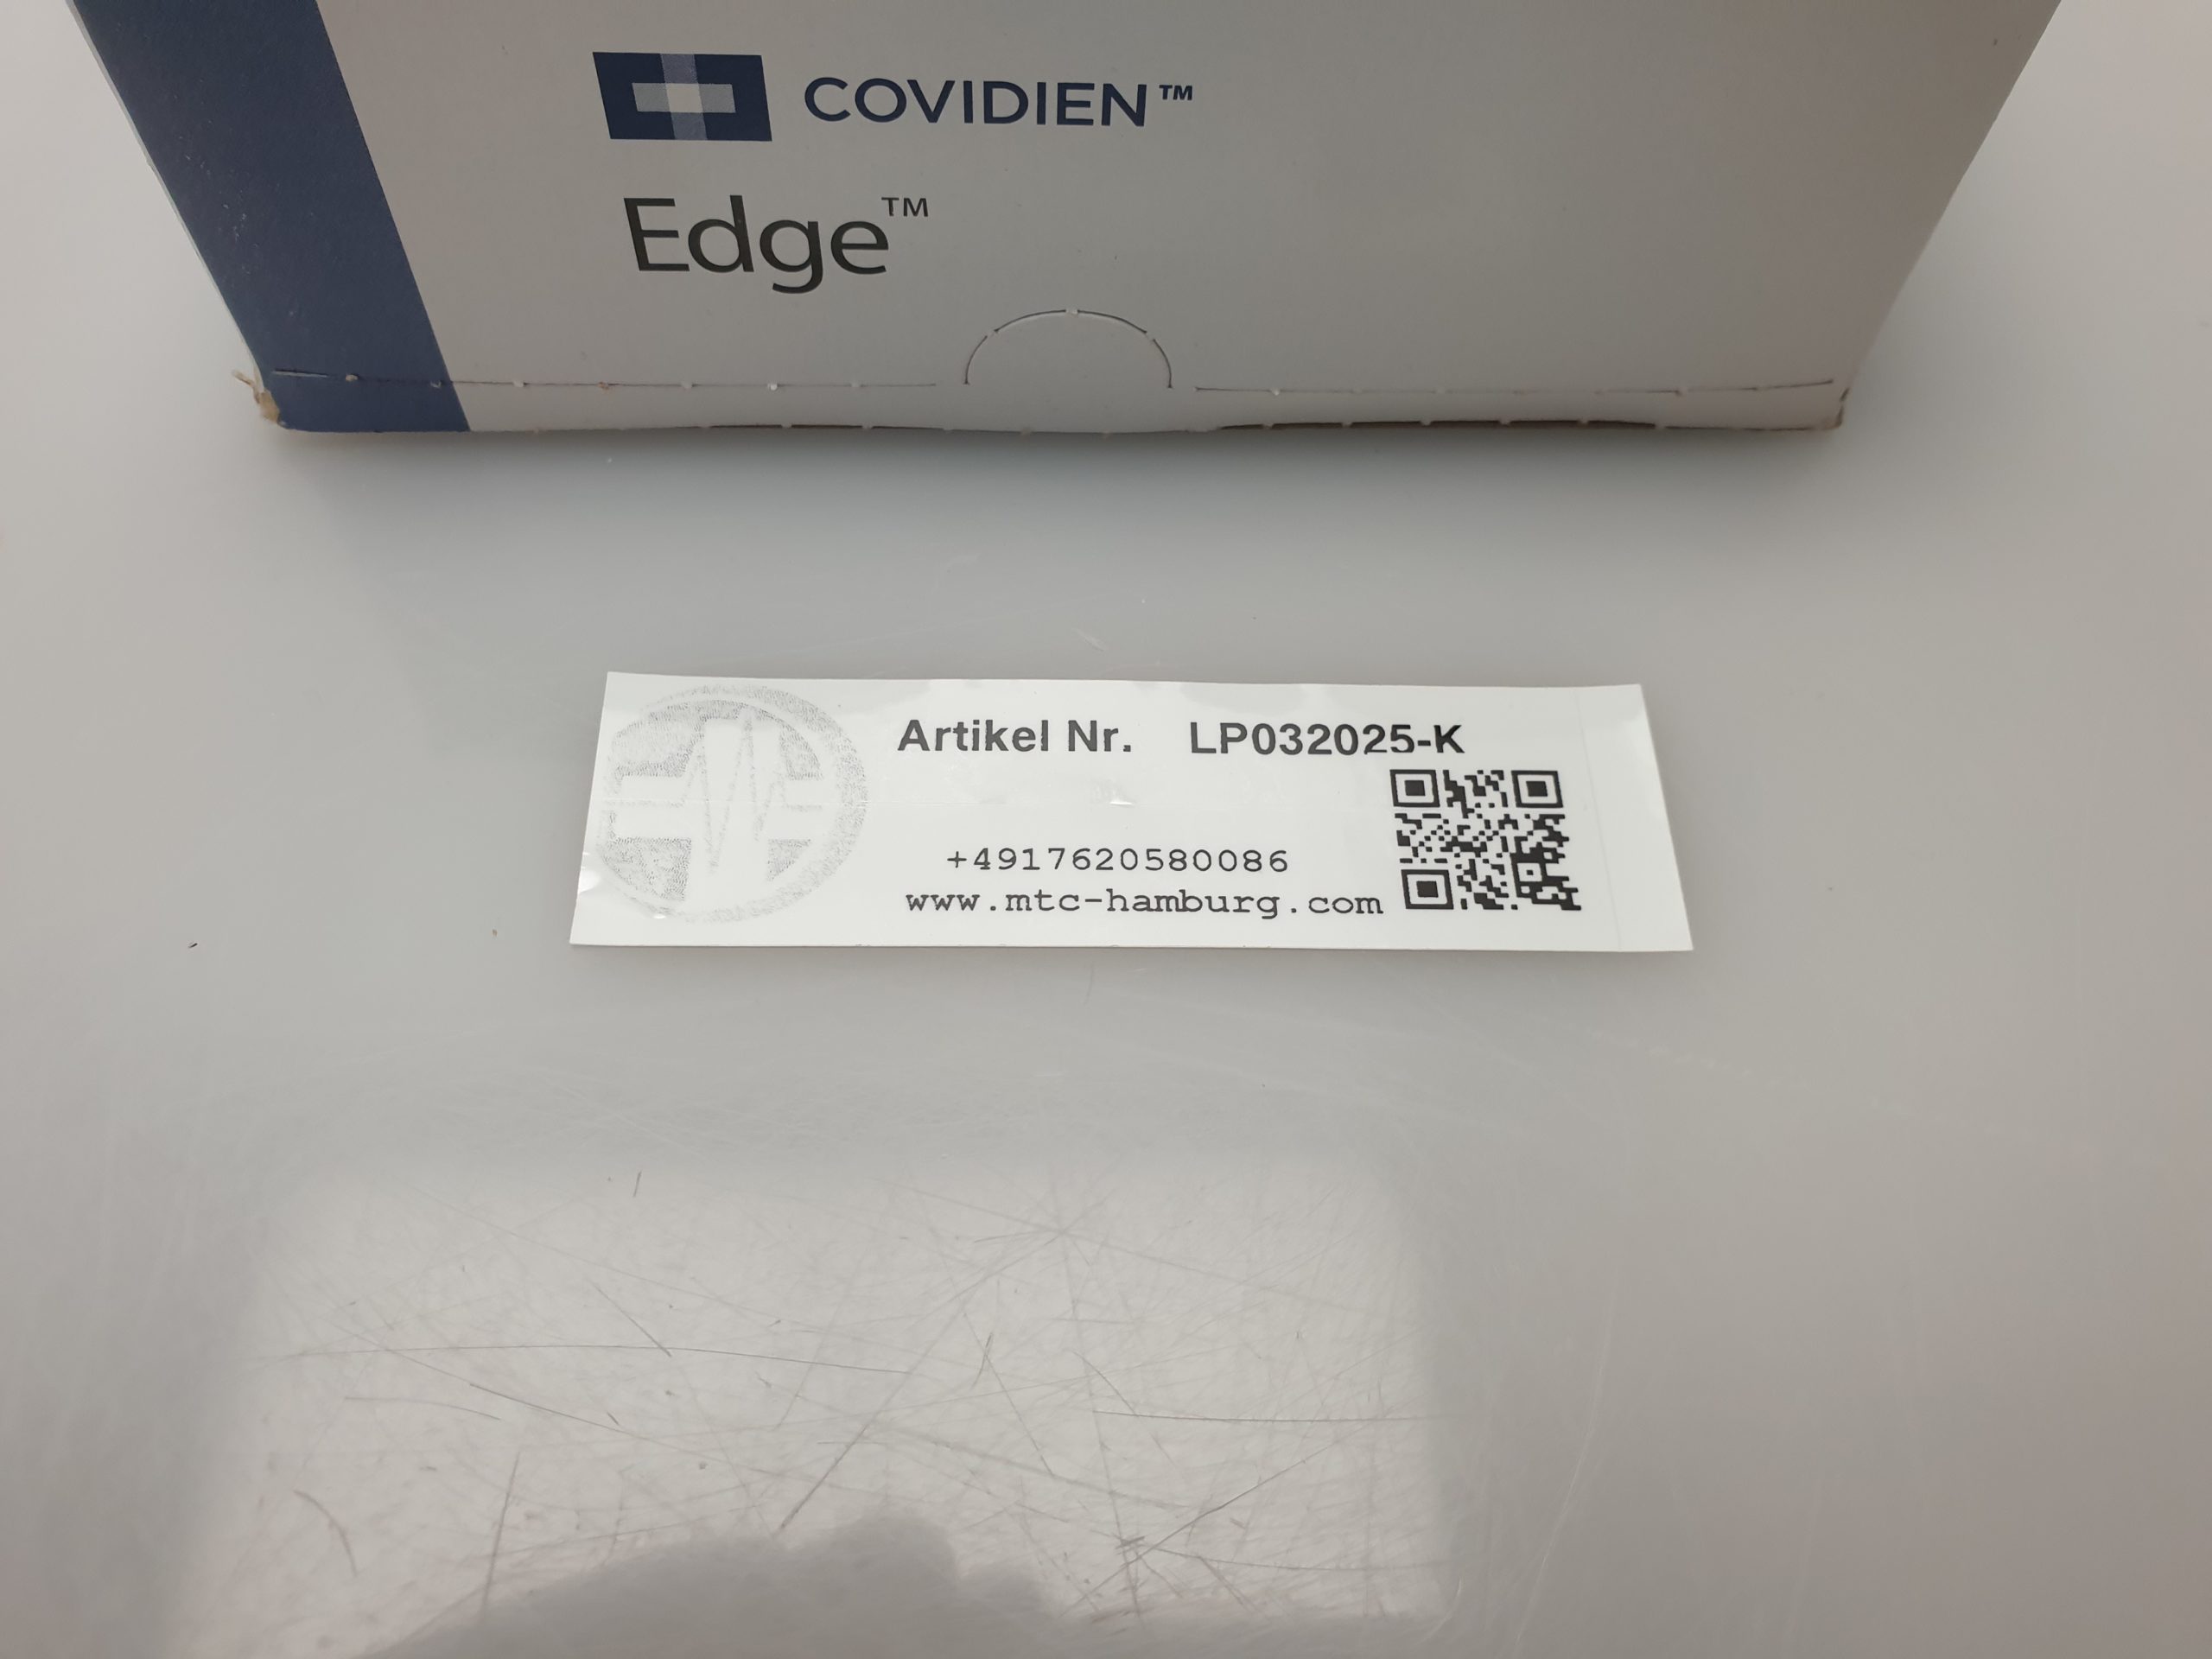 COVIDIEN™
Edge™
Artikel Nr. LP032025-K
+4917620580086
www.mtc-hamburg.com